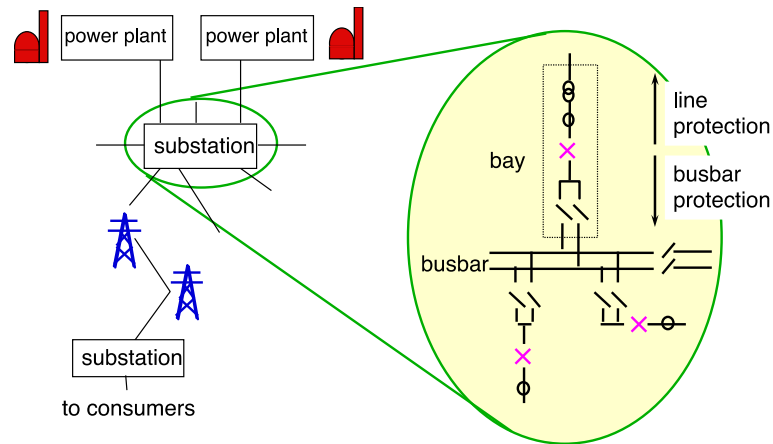 power plant
power plant
substation
substation
to consumers
bay
busbar
line
protection
busbar
protection